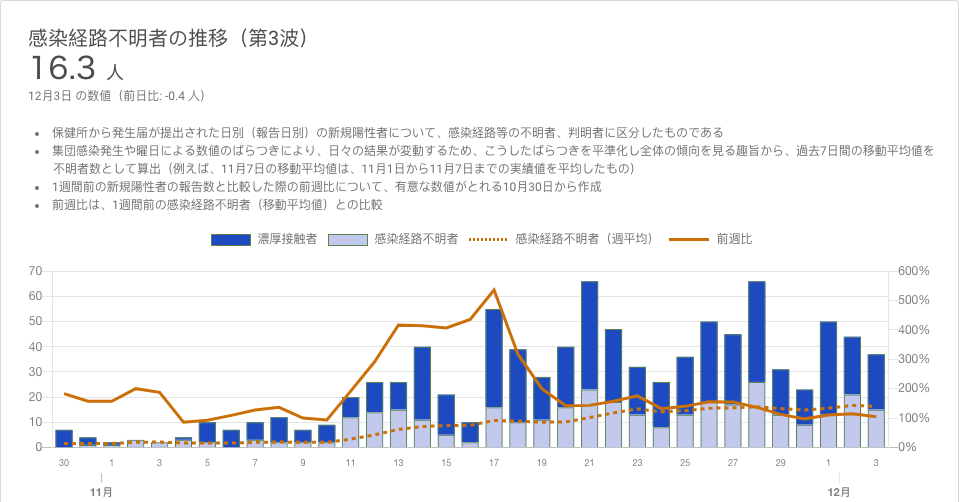 感染経路不明者の推移（第3波）
16.3 人
12月3日 の数値（前日比: -0.4 人）
• 保健所から発生届が提出された日別（報告日別）の新規陽性者について、感染経路等の不明者、判明者に区分したものである
• 集団感染発生や曜日による数値のばらつきにより、日々の結果が変動するため、こうしたばらつきを平準化し全体の傾向を見る趣旨から、過去7日間の移動平均値を
不明者数として算出（例えば、11月7日の移動平均値は、11月1日から11月7日までの実績値を平均したもの）
• 1週間前の新規陽性者の報告数と比較した際の前週比について、有意な数値がとれる10月30日から作成
• 前週比は、1週間前の感染経路不明者（移動平均値）との比較
濃厚接触者 感染経路不明者 感染経路不明者（週平均） 前週比
70 600%
60 500%
50 400%
40 300%
30 200%
20 100%
10 0%
0
30 1 3 5 7 9 11 13 15 17 19 21 23 25 27 29 1 3
11月 12月